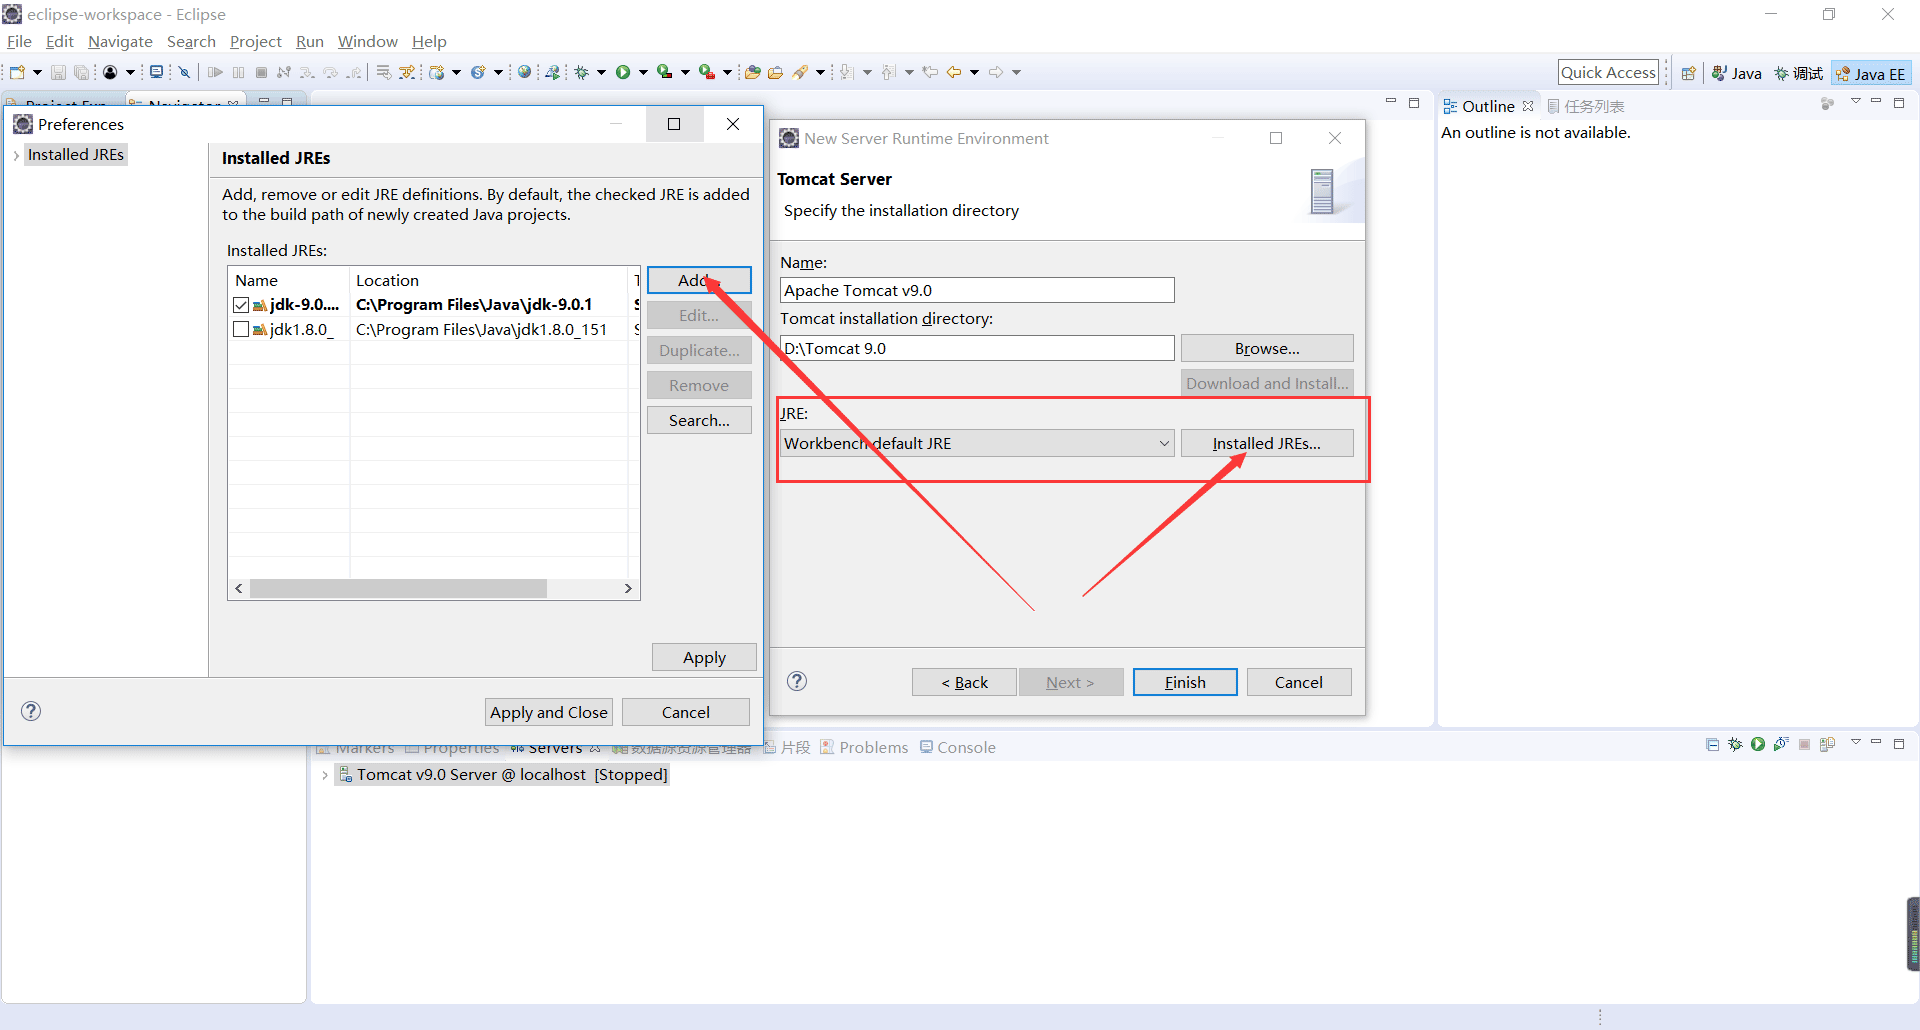 eclipse-workspace - Eclipse
File Edit Navigate Search Project Run Window Help
Quick Access
Java
调试
Java EE
Navigator
Outline
任务列表
An outline is not available.
Preferences
Installed JREs
Installed JREs
Add, remove or edit JRE definitions. By default, the checked JRE is added
to the build path of newly created Java projects.
Installed JREs:
Name Location
jdk-9.0.... C:\Program Files\Java\jdk-9.0.1
jdk1.8.0_ C:\Program Files\Java\jdk1.8.0_151
Add...
Edit...
Duplicate...
Remove
Search...
Apply
Apply and Close
Cancel
New Server Runtime Environment
Tomcat Server
Specify the installation directory
Name:
Apache Tomcat v9.0
Tomcat installation directory:
D:\Tomcat 9.0
Browse...
Download and Install...
JRE:
Workbench default JRE
Installed JREs...
< Back
Next >
Finish
Cancel
Markers Properties Servers 数据源资源管理器 片段 Problems Console
Tomcat v9.0 Server @ localhost [Stopped]